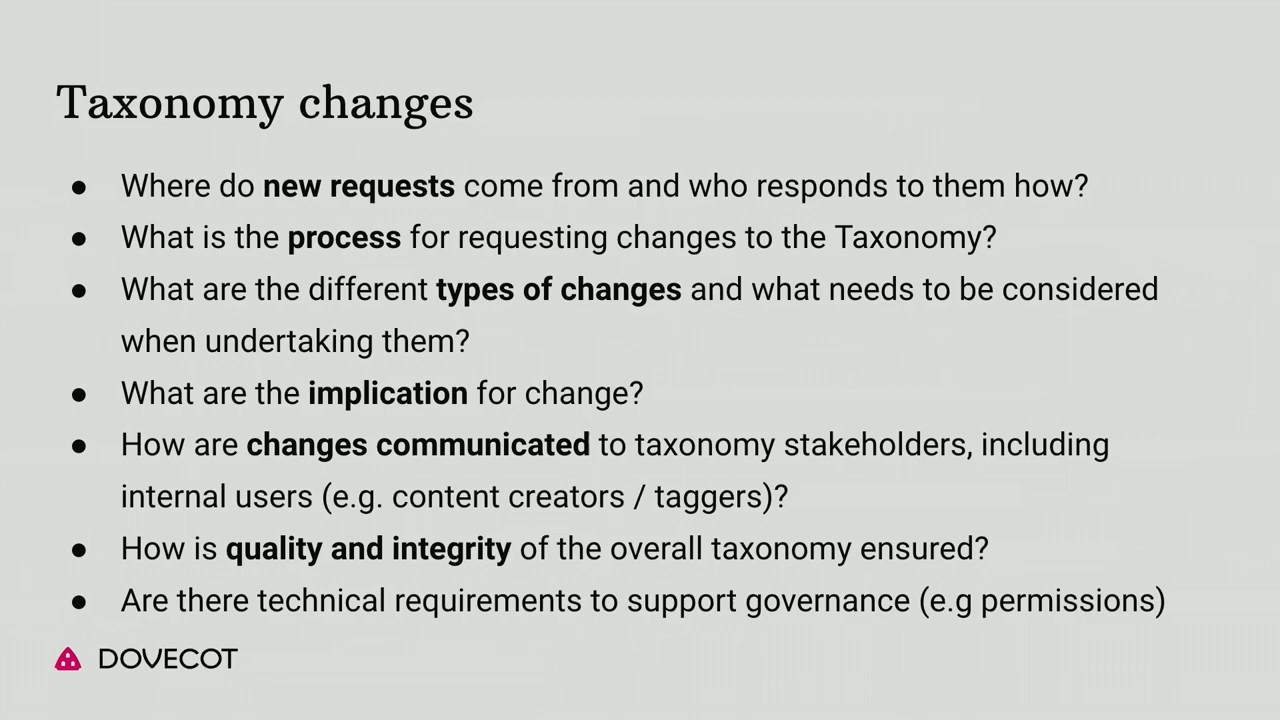 Taxonomy changes
● Where do new requests come from and who responds to them how?
● What is the process for requesting changes to the Taxonomy?
● What are the different types of changes and what needs to be considered
when undertaking them?
● What are the implication for change?
● How are changes communicated to taxonomy stakeholders, including
internal users (e.g. content creators / taggers)?
● How is quality and integrity of the overall taxonomy ensured?
● Are there technical requirements to support governance (e.g permissions)
DOVECOT